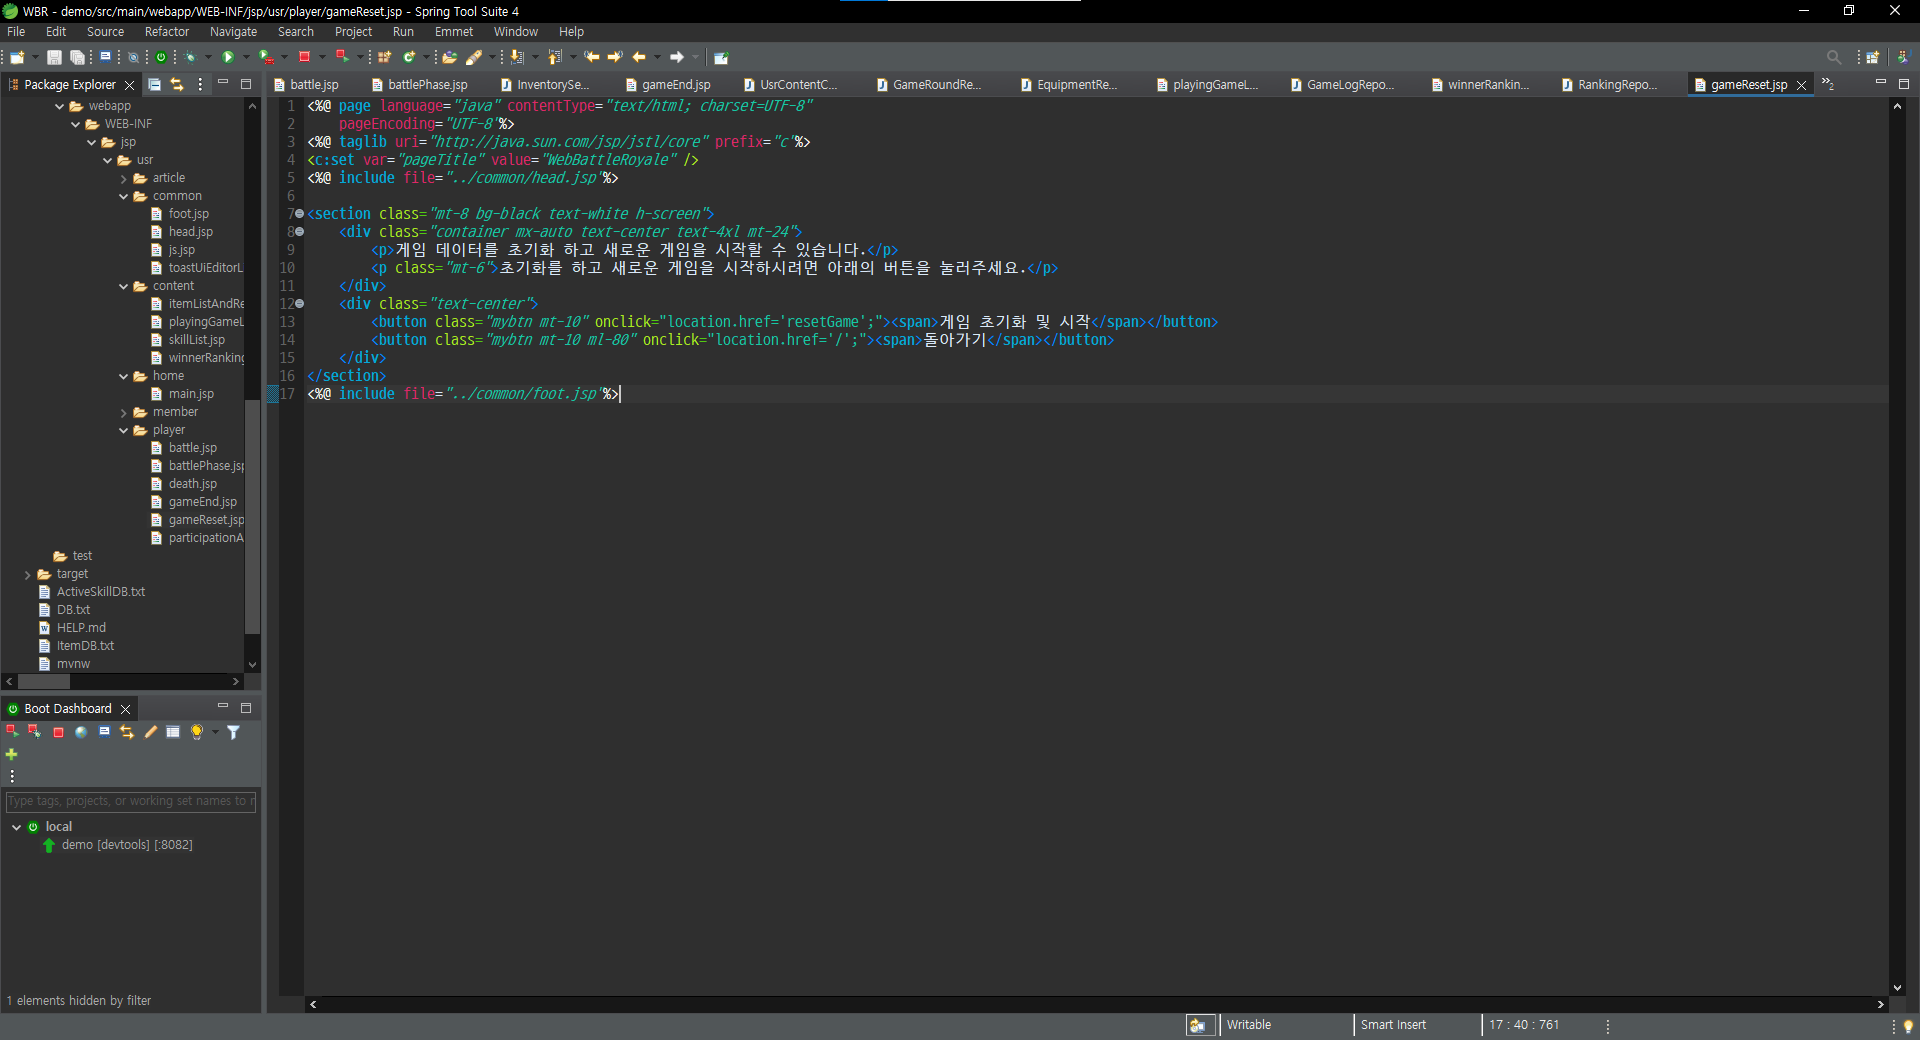 WBR - demo/src/main/webapp/WEB-INF/jsp/usr/player/gameReset.jsp - Spring Tool Suite 4
File Edit Source Refactor Navigate Search Project Run Emmet Window Help
Package Explorer
battle.jsp battlePhase.jsp InventorySe... gameEnd.jsp UsrContentC... GameRoundRe... EquipmentRe... playingGameL... GameLogRepo... winnerRankin... RankingRepo... gameReset.jsp »2
webapp
WEB-INF
jsp
usr
article
common
foot.jsp
head.jsp
js.jsp
toastUiEditorL
content
itemListAndRe
playingGameL
skillList.jsp
winnerRanking
home
main.jsp
member
player
battle.jsp
battlePhase.jsp
death.jsp
gameEnd.jsp
gameReset.jsp
participationA
test
target
ActiveSkillDB.txt
DB.txt
HELP.md
ItemDB.txt
mvnw
1 <%@ page language="java" contentType="text/html; charset=UTF-8"
2 pageEncoding="UTF-8"%>
3 <%@ taglib uri="http://java.sun.com/jsp/jstl/core" prefix="c"%>
4 <c:set var="pageTitle" value="WebBattleRoyale" />
5 <%@ include file="../common/head.jsp"%>
6
7 <section class="mt-8 bg-black text-white h-screen">
8 <div class="container mx-auto text-center text-4xl mt-24">
9 <p>게임 데이터를 초기화 하고 새로운 게임을 시작할 수 있습니다.</p>
10 <p class="mt-6">초기화를 하고 새로운 게임을 시작하시려면 아래의 버튼을 눌러주세요.</p>
11 </div>
12 <div class="text-center">
13 <button class="mybtn mt-10" onclick="location.href='resetGame';"><span>게임 초기화 및 시작</span></button>
14 <button class="mybtn mt-10 ml-80" onclick="location.href='/';"><span>돌아가기</span></button>
15 </div>
16 </section>
17 <%@ include file="../common/foot.jsp"%>
Boot Dashboard
Type tags, projects, or working set names to r
local
demo [devtools] [:8082]
1 elements hidden by filter
Writable Smart Insert 17 : 40 : 761